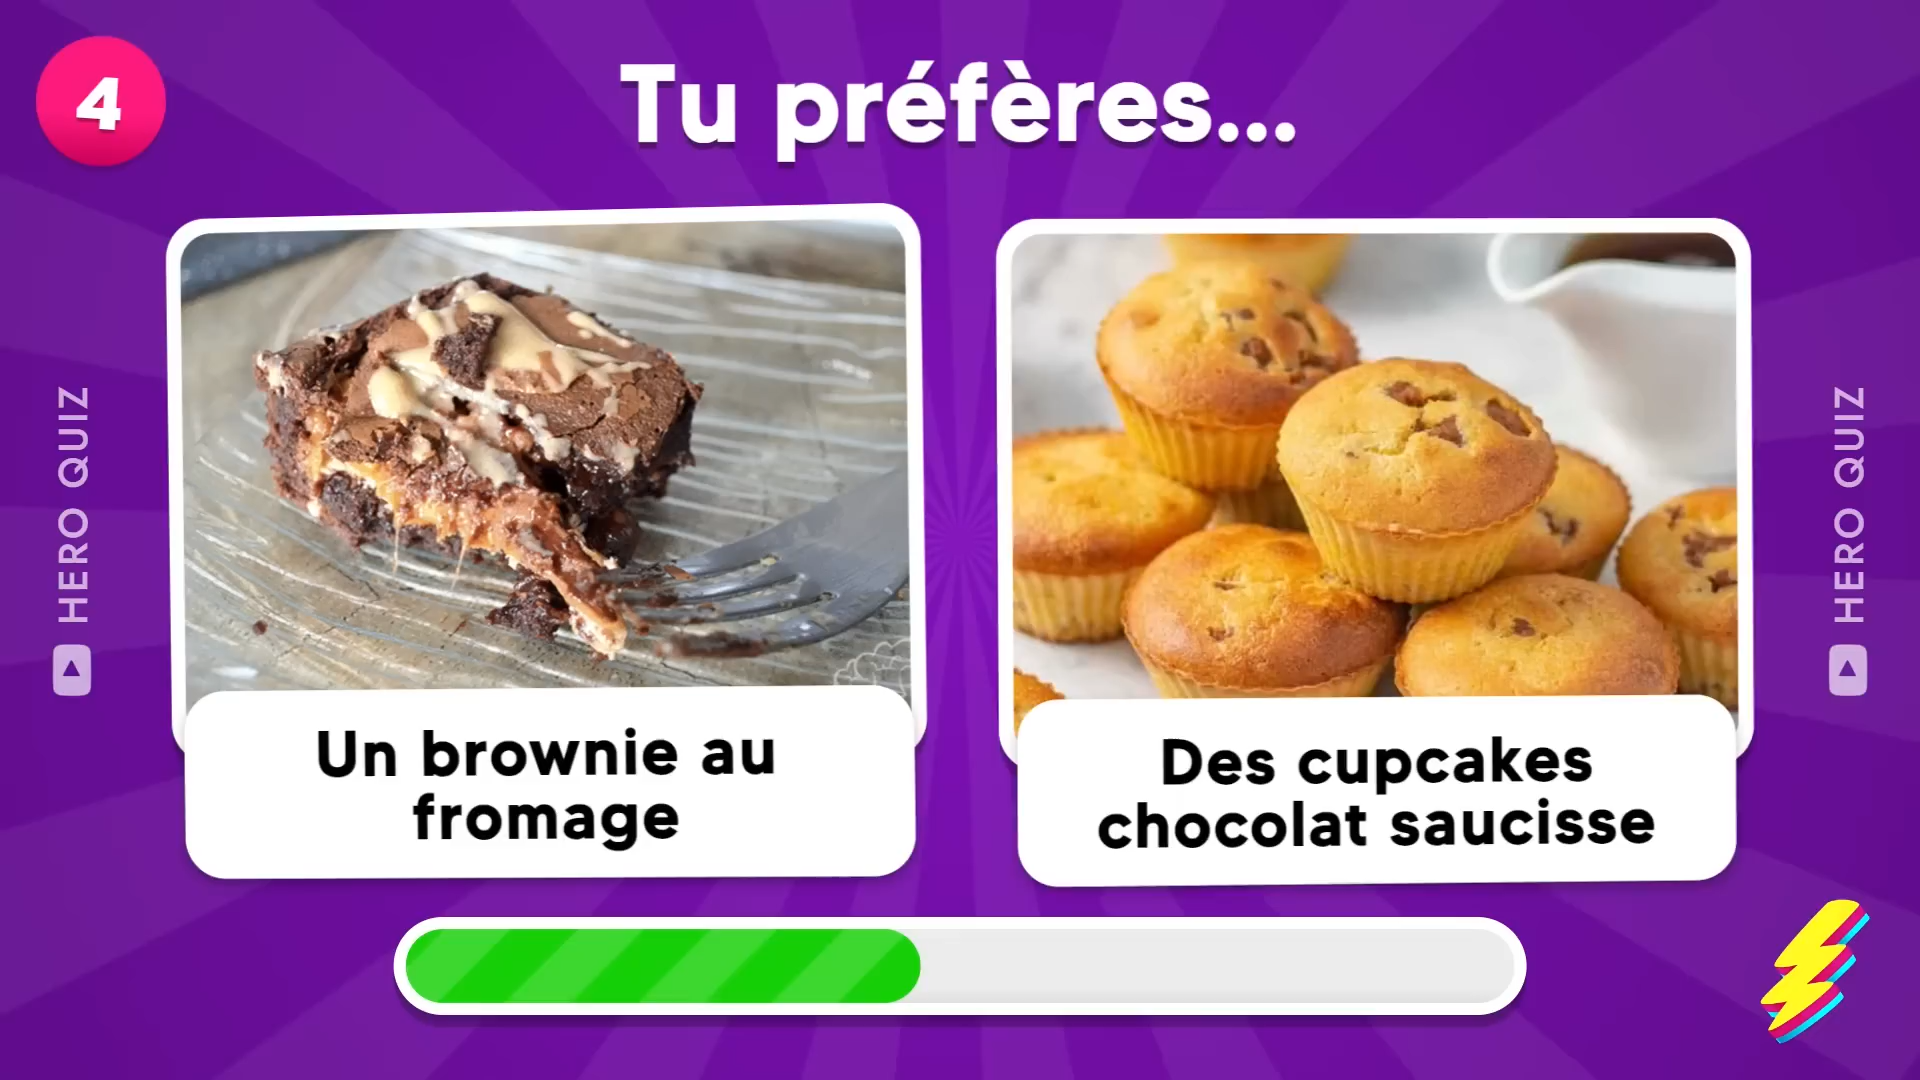 4
Tu préfères...
HERO QUIZ
HERO QUIZ
Un brownie au
fromage
Des cupcakes
chocolat saucisse